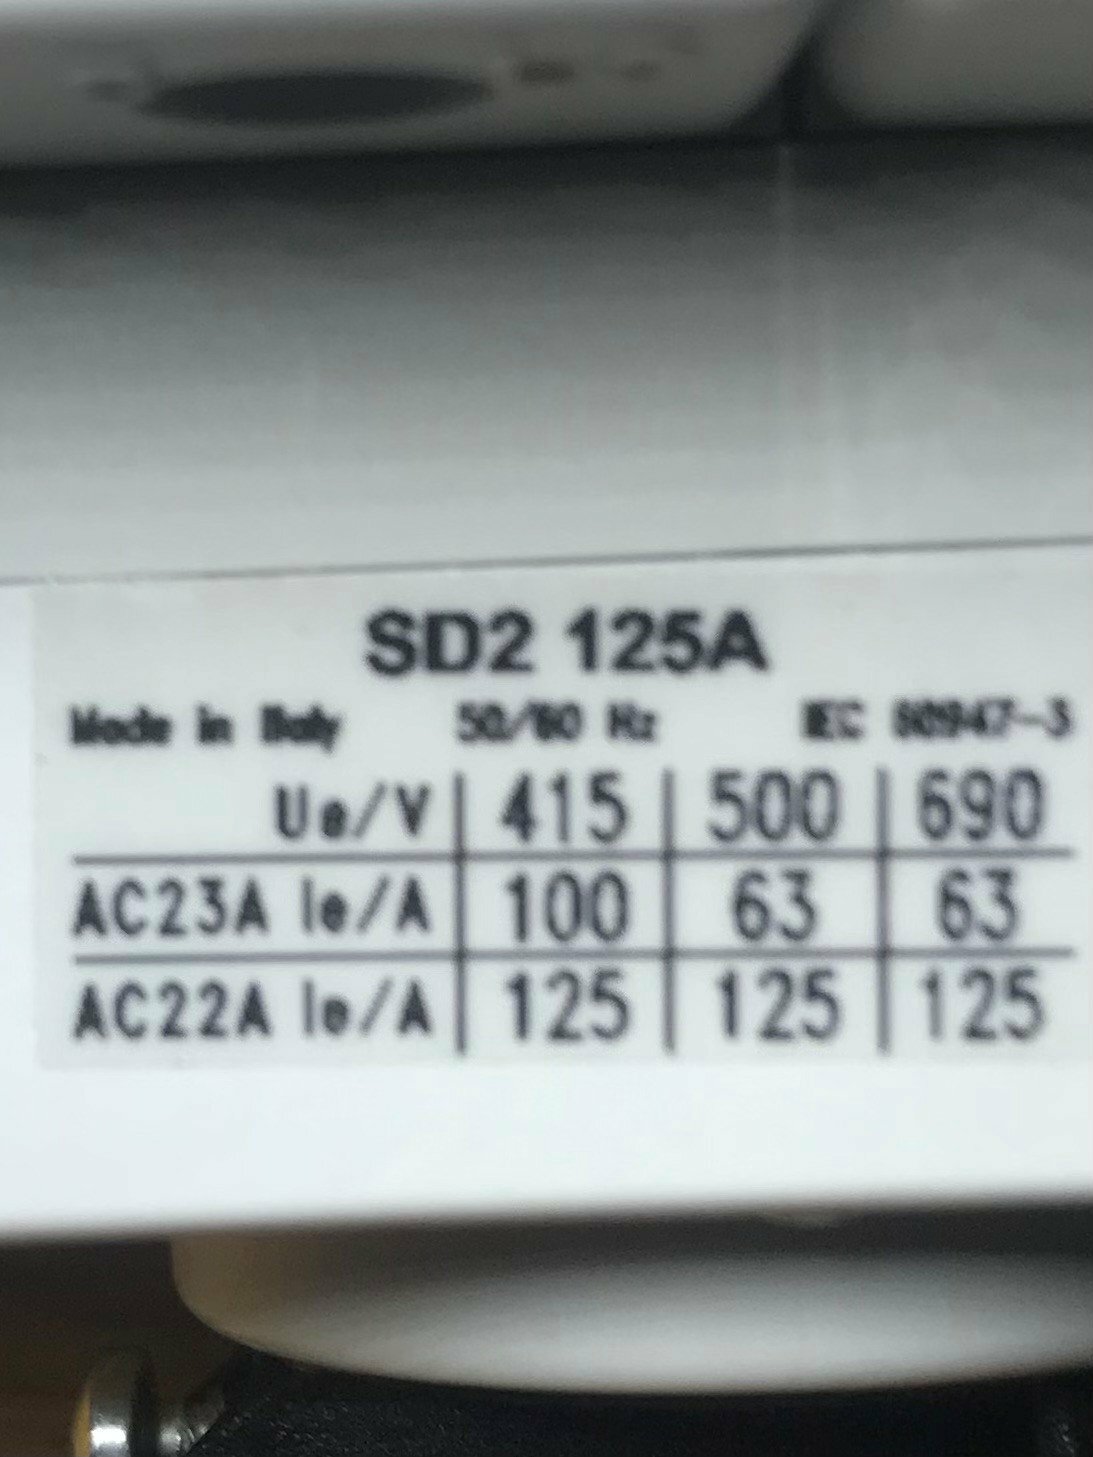 SD2 125A
Made in Italy 50/60 Hz IEC 60947-3
Ue/V 415 500 690
AC23A Ie/A 100 63 63
AC22A Ie/A 125 125 125